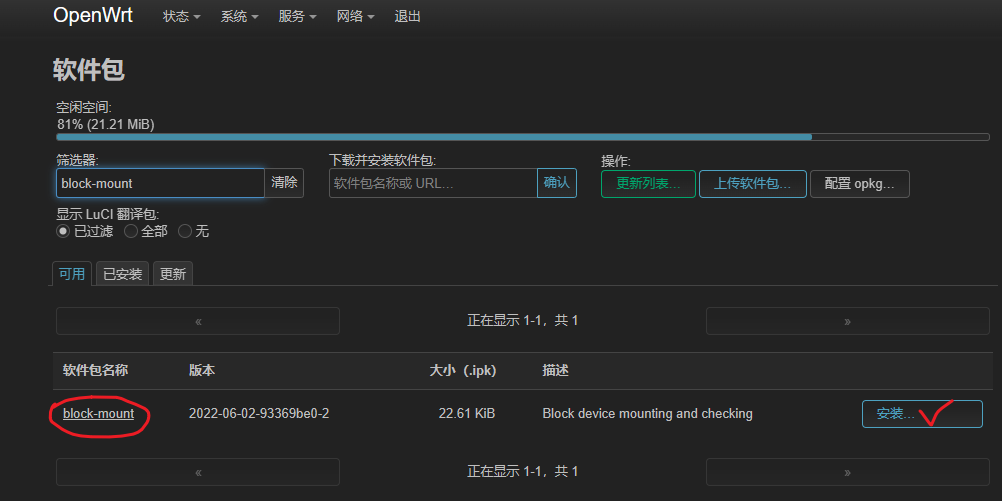 OpenWrt 状态 系统 服务 网络 退出
软件包
空闲空间:
81% (21.21 MiB)
筛选器: 下载并安装软件包: 操作:
block-mount 清除 软件包名称或 URL... 确认 更新列表... 上传软件包... 配置 opkg...
显示 LuCI 翻译包:
已过滤 全部 无
可用 已安装 更新
« 正在显示 1-1，共 1 »
软件包名称 版本 大小（.ipk） 描述
block-mount 2022-06-02-93369be0-2 22.61 KiB Block device mounting and checking 安装...
« 正在显示 1-1，共 1 »